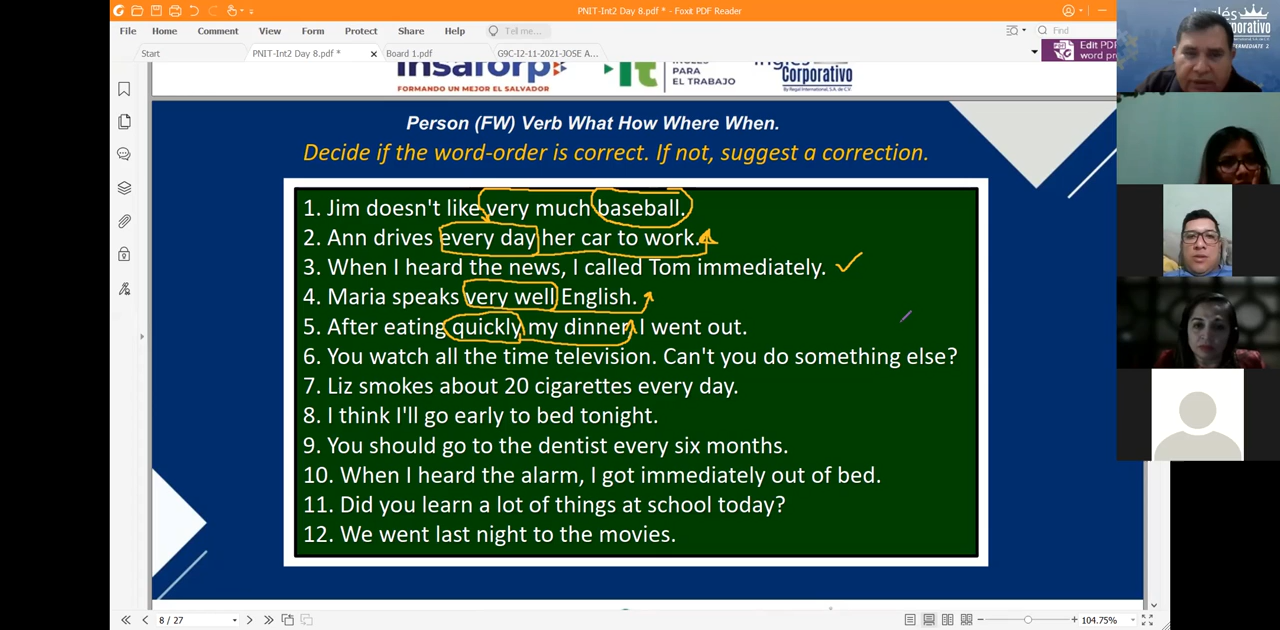 PNIT-Int2 Day 8.pdf * - Foxit PDF Reader
File Home Comment View Form Protect Share Help Tell me... Find
Start PNIT-Int2 Day 8.pdf * Board 1.pdf G9C-I2-11-2021-JOSE A...
Edit PDF
word pr
Inglés
Corporativo
INTERMEDIATE 2
insaforp
FORMANDO UN MEJOR EL SALVADOR
INGLÉS
PARA
EL TRABAJO
Corporativo
By Regal International, S.A. de C.V
Person (FW) Verb What How Where When.
Decide if the word-order is correct. If not, suggest a correction.
1. Jim doesn't like very much baseball.
2. Ann drives every day her car to work.
3. When I heard the news, I called Tom immediately.
4. Maria speaks very well English.
5. After eating quickly my dinner I went out.
6. You watch all the time television. Can't you do something else?
7. Liz smokes about 20 cigarettes every day.
8. I think I'll go early to bed tonight.
9. You should go to the dentist every six months.
10. When I heard the alarm, I got immediately out of bed.
11. Did you learn a lot of things at school today?
12. We went last night to the movies.
8 / 27 104.75%